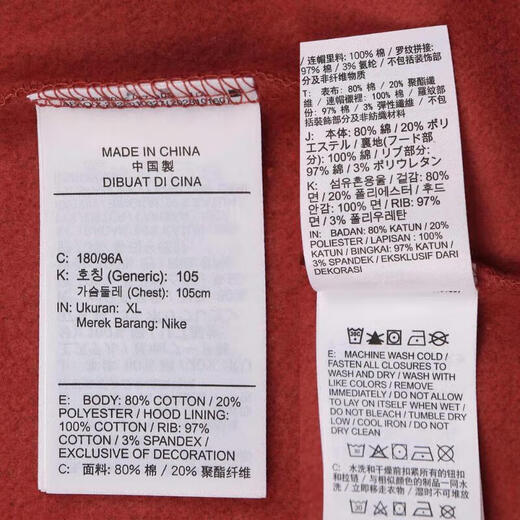 MADE IN CHINA
中国製
DIBUAT DI CINA
C: 180/96A
K: 호칭 (Generic): 105
가슴둘레 (Chest): 105cm
IN: Ukuran: XL
Merek Barang: Nike
E: BODY: 80% COTTON / 20%
POLYESTER / HOOD LINING:
100% COTTON / RIB: 97%
COTTON / 3% SPANDEX /
EXCLUSIVE OF DECORATION
C: 面料: 80% 棉 / 20% 聚酯纤维
/ 连帽里料: 100% 棉 / 罗纹拼接:
97% 棉 / 3% 氨纶 / 不包括装饰部
分及非纤维物质
T: 表布: 80% 棉 / 20% 聚酯纖
維 / 連帽襯裡: 100% 棉 / 羅紋部
份: 97% 棉 / 3% 彈性纖維 / 不包
括裝飾部分及非紡織材料
J: 本体: 80% 綿 / 20% ポリ
エステル / 裏地(フード部
分): 100% 綿 / リブ部分:
97% 綿 / 3% ポリウレタン
K: 섬유혼용율 / 겉감: 80%
면 / 20% 폴리에스터 / 후드
안감: 100% 면 / RIB: 97%
면 / 3% 폴리우레탄
IN: BADAN: 80% KATUN / 20%
POLIESTER / LAPISAN : 100%
KATUN / BINGKAI: 97% KATUN /
3% SPANDEX / EKSKLUSIF DARI
DEKORASI
E: MACHINE WASH COLD /
FASTEN ALL CLOSURES TO
WASH AND DRY / WASH WITH
LIKE COLORS / REMOVE
IMMEDIATELY / DO NOT ALLOW
TO LAY ON ITSELF WHEN WET /
DO NOT BLEACH / TUMBLE DRY
LOW / COOL IRON / DO NOT
DRY CLEAN
C: 水洗和干燥前扣紧所有的钮扣
和拉链 / 与相似颜色的制品一同水
洗 / 立即移走衣物 / 湿时不可堆放